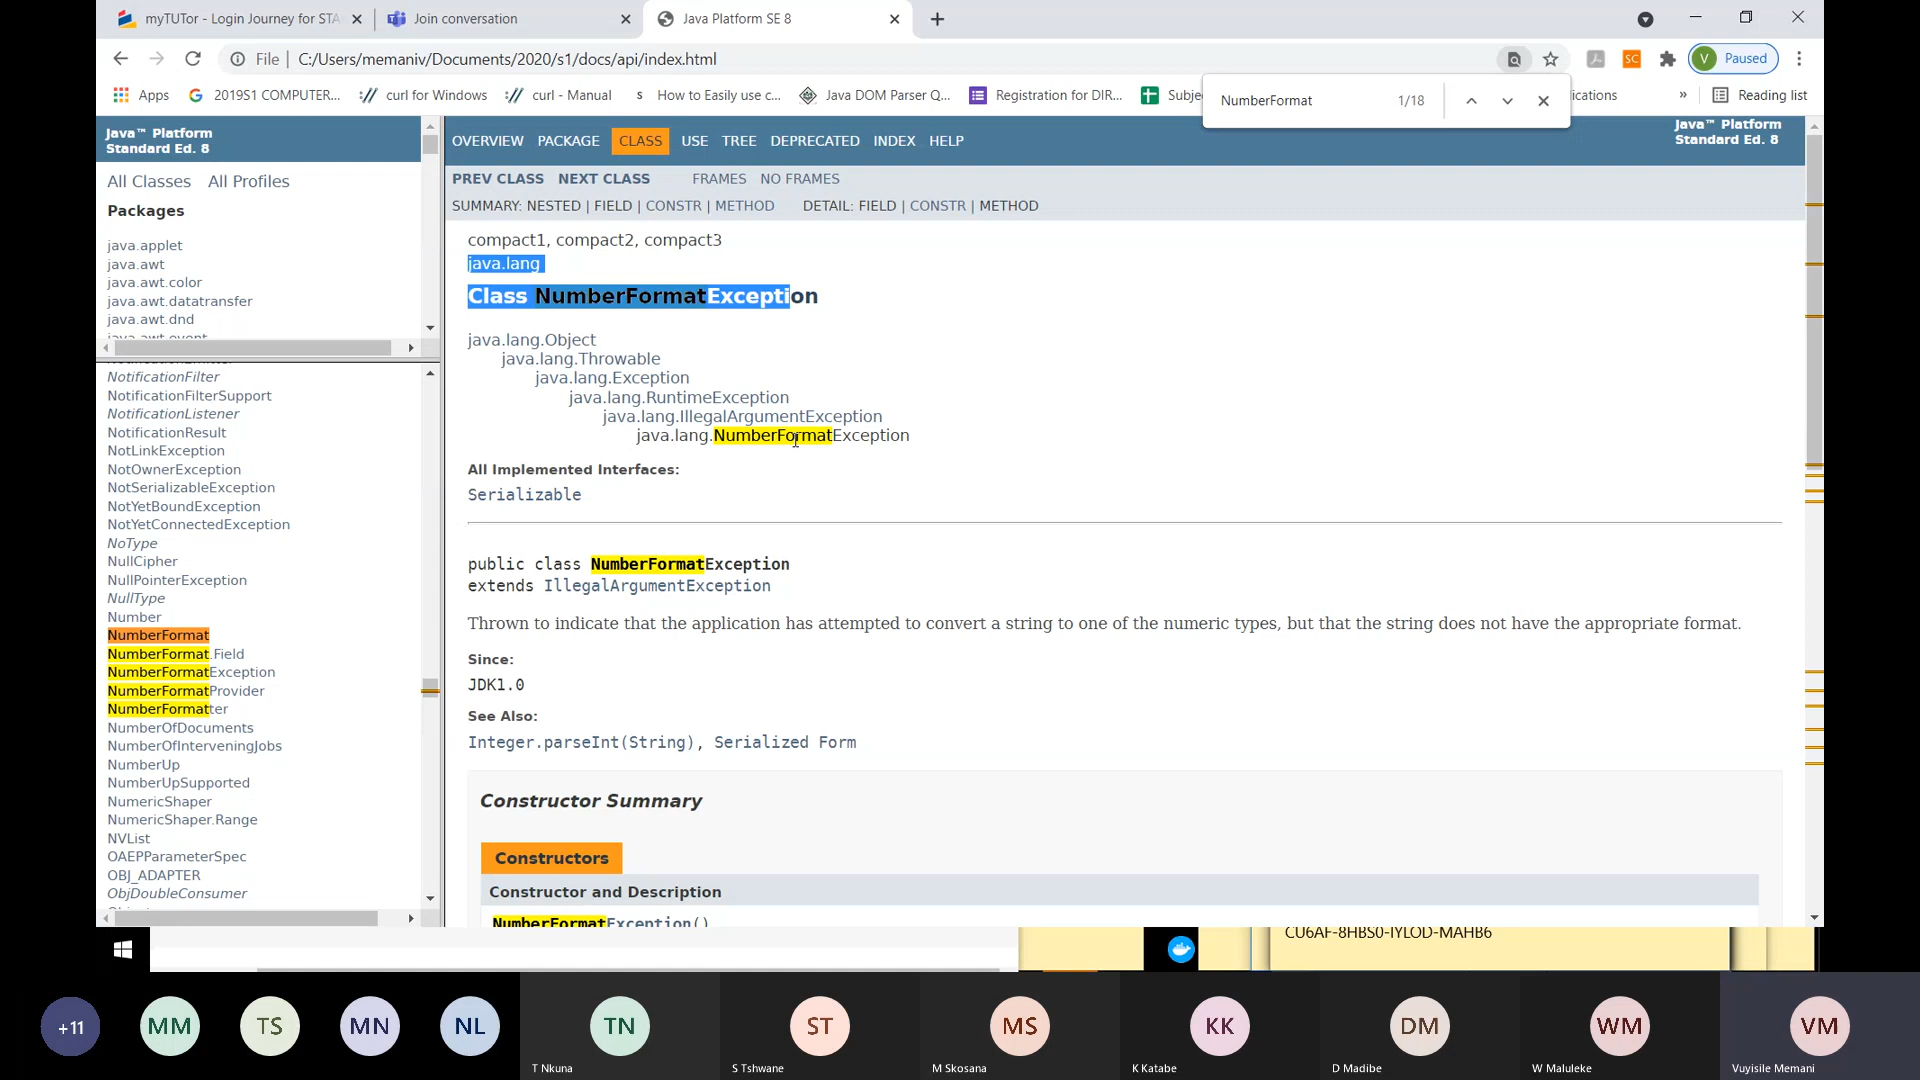 myTUTor - Login Journey for STA
Join conversation
Java Platform SE 8
File | C:/Users/memaniv/Documents/2020/s1/docs/api/index.html
SC
V Paused
Apps
2019S1 COMPUTER...
curl for Windows
curl - Manual
s How to Easily use c...
Java DOM Parser Q...
Registration for DIR...
Subje
ications
»
Reading list
NumberFormat 1/18
Java™ Platform
Standard Ed. 8
All Classes All Profiles
Packages
java.applet
java.awt
java.awt.color
java.awt.datatransfer
java.awt.dnd
java.awt.event
NotificationFilter
NotificationFilterSupport
NotificationListener
NotificationResult
NotLinkException
NotOwnerException
NotSerializableException
NotYetBoundException
NotYetConnectedException
NoType
NullCipher
NullPointerException
NullType
Number
NumberFormat
NumberFormat.Field
NumberFormatException
NumberFormatProvider
NumberFormatter
NumberOfDocuments
NumberOfInterveningJobs
NumberUp
NumberUpSupported
NumericShaper
NumericShaper.Range
NVList
OAEPParameterSpec
OBJ_ADAPTER
ObjDoubleConsumer
OVERVIEW PACKAGE CLASS USE TREE DEPRECATED INDEX HELP
Java™ Platform
Standard Ed. 8
PREV CLASS NEXT CLASS FRAMES NO FRAMES
SUMMARY: NESTED | FIELD | CONSTR | METHOD DETAIL: FIELD | CONSTR | METHOD
compact1, compact2, compact3
java.lang
Class NumberFormatException
java.lang.Object
java.lang.Throwable
java.lang.Exception
java.lang.RuntimeException
java.lang.IllegalArgumentException
java.lang.NumberFormatException
All Implemented Interfaces:
Serializable
public class NumberFormatException
extends IllegalArgumentException
Thrown to indicate that the application has attempted to convert a string to one of the numeric types, but that the string does not have the appropriate format.
Since:
JDK1.0
See Also:
Integer.parseInt(String), Serialized Form
Constructor Summary
Constructors
Constructor and Description
NumberFormatException()
CU6AF-8HBS0-IYLOD-MAHB6
+11
MM
TS
MN
NL
TN
ST
MS
KK
DM
WM
VM
T Nkuna
S Tshwane
M Skosana
K Katabe
D Madibe
W Maluleke
Vuyisile Memani